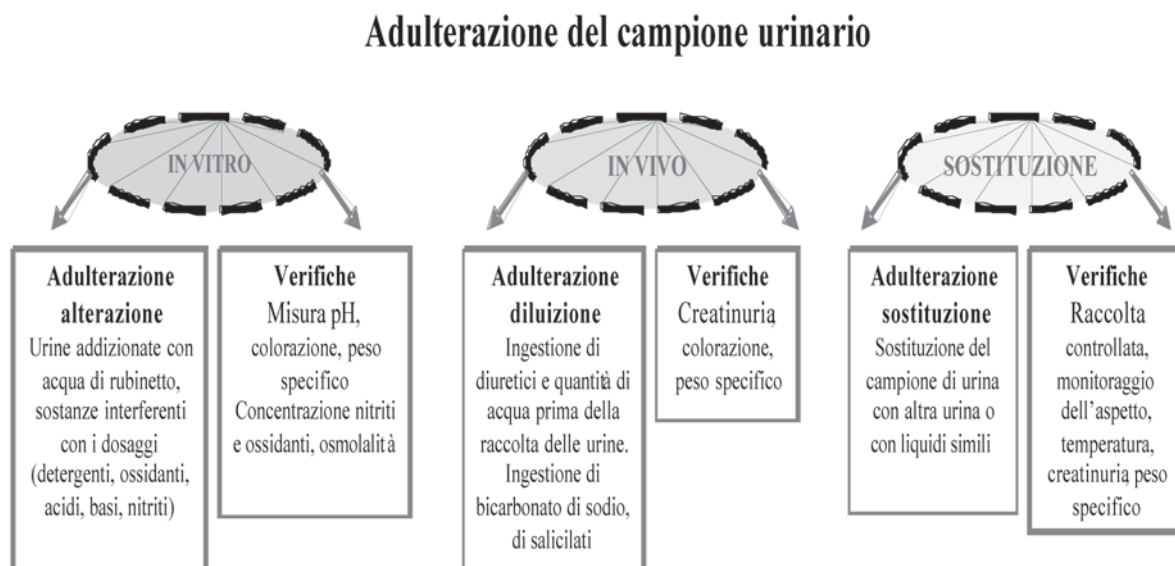 Adulterazione del campione urinario
IN VITRO
Adulterazione
alterazione
Urine addizionate con
acqua di rubinetto,
sostanze interferenti
con i dosaggi
(detergenti, ossidanti,
acidi, basi, nitriti)
Verifiche
Misura pH,
colorazione, peso
specifico
Concentrazione nitriti
e ossidanti, osmolalità
IN VIVO
Adulterazione
diluizione
Ingestione di
diuretici e quantità di
acqua prima della
raccolta delle urine.
Ingestione di
bicarbonato di sodio,
di salicilati
Verifiche
Creatinuria,
colorazione,
peso specifico
SOSTITUZIONE
Adulterazione
sostituzione
Sostituzione del
campione di urina
con altra urina o
con liquidi simili
Verifiche
Raccolta
controllata,
monitoraggio
dell'aspetto,
temperatura,
creatinuria, peso
specifico